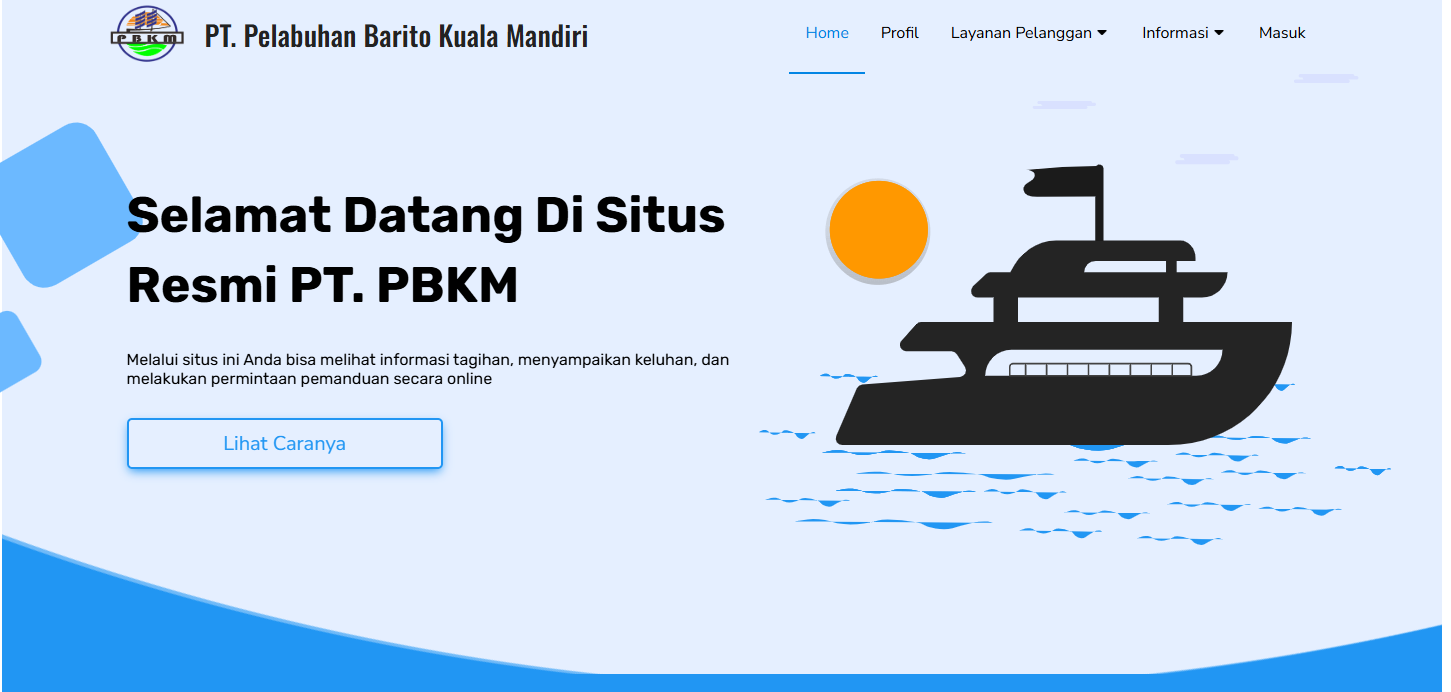 PBKM
PT. Pelabuhan Barito Kuala Mandiri
Home Profil Layanan Pelanggan Informasi Masuk
Selamat Datang Di Situs
Resmi PT. PBKM
Melalui situs ini Anda bisa melihat informasi tagihan, menyampaikan keluhan, dan
melakukan permintaan pemanduan secara online
Lihat Caranya